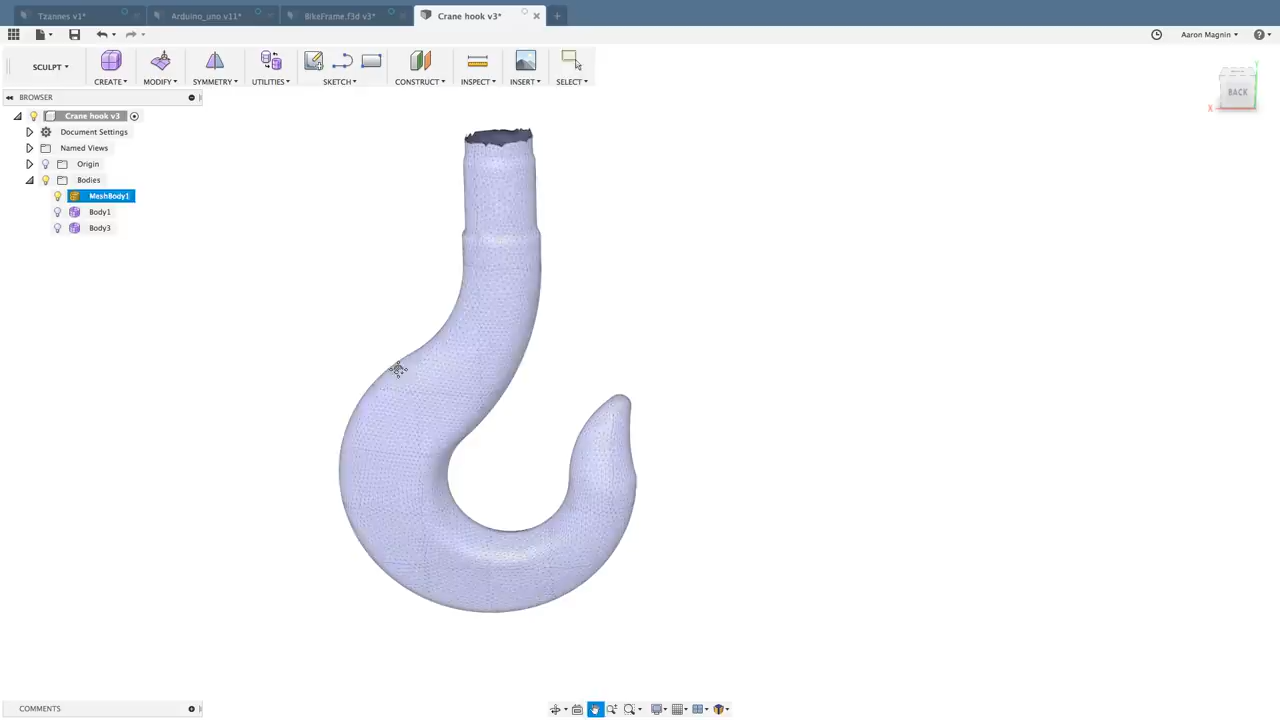 Tzannes v1*
Arduino_uno v11*
BikeFrame.f3d v3*
Crane hook v3*
Aaron Magnin
SCULPT
CREATE
MODIFY
SYMMETRY
UTILITIES
SKETCH
CONSTRUCT
INSPECT
INSERT
SELECT
BROWSER
Crane hook v3
Document Settings
Named Views
Origin
Bodies
MeshBody1
Body1
Body3
BACK
Y
X
COMMENTS